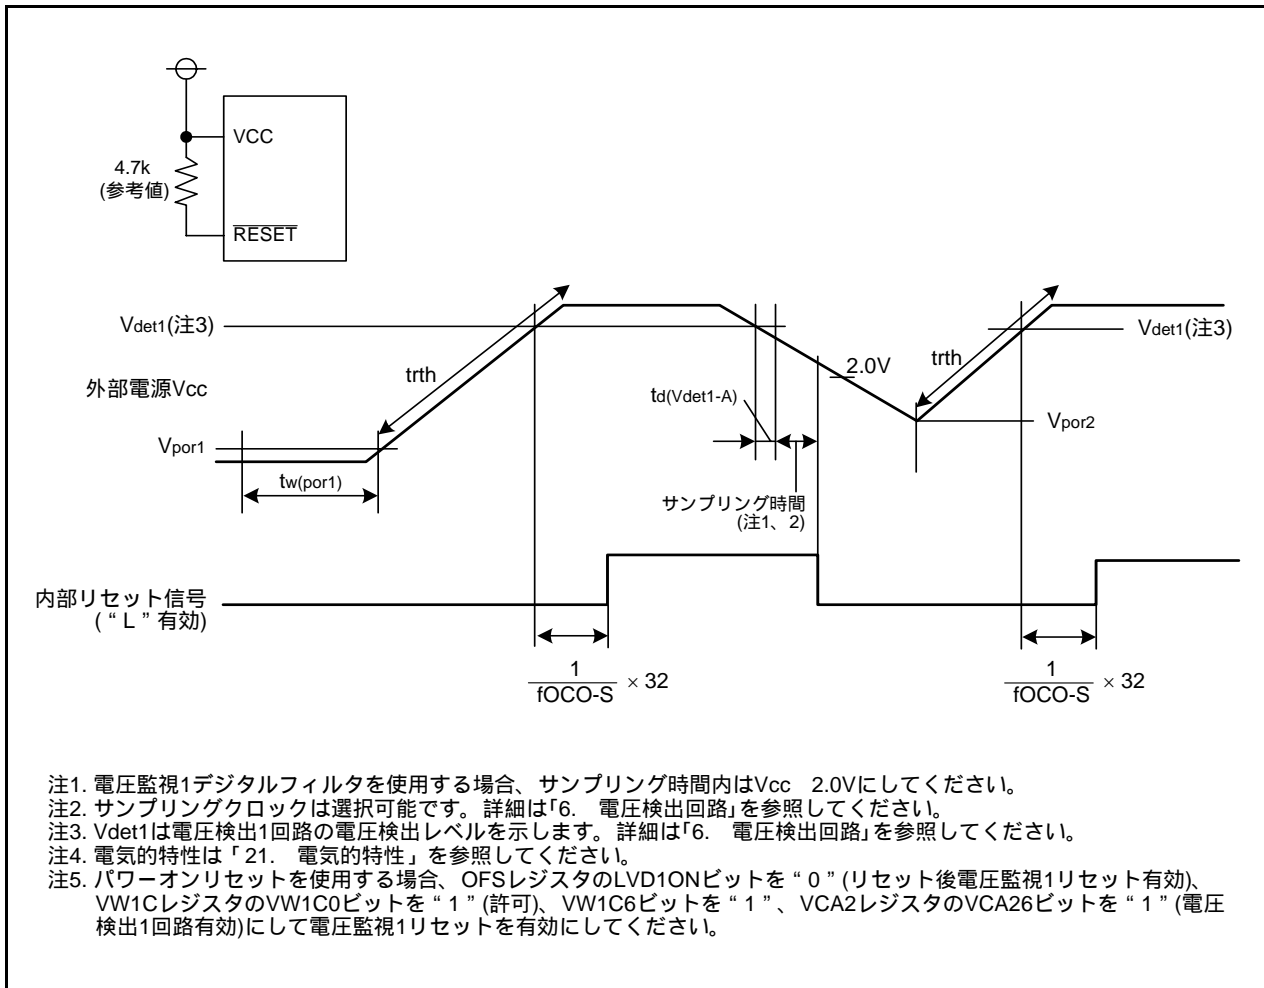 VCC
4.7k
(参考値)
RESET
Vdet1(注3)
Vdet1(注3)
trth
trth
2.0V
外部電源Vcc
td(Vdet1-A)
Vpor1
Vpor2
tw(por1)
サンプリング時間
(注1、2)
内部リセット信号
(“L”有効)
1
fOCO-S
× 32
1
fOCO-S
× 32
注1. 電圧監視1デジタルフィルタを使用する場合、サンプリング時間内はVcc 2.0Vにしてください。
注2. サンプリングクロックは選択可能です。詳細は「6. 電圧検出回路」を参照してください。
注3. Vdet1は電圧検出1回路の電圧検出レベルを示します。詳細は「6. 電圧検出回路」を参照してください。
注4. 電気的特性は「21. 電気的特性」を参照してください。
注5. パワーオンリセットを使用する場合、OFSレジスタのLVD1ONビットを“0”(リセット後電圧監視1リセット有効)、
VW1CレジスタのVW1C0ビットを“1”(許可)、VW1C6ビットを“1”、VCA2レジスタのVCA26ビットを“1”(電圧
検出1回路有効)にして電圧監視1リセットを有効にしてください。